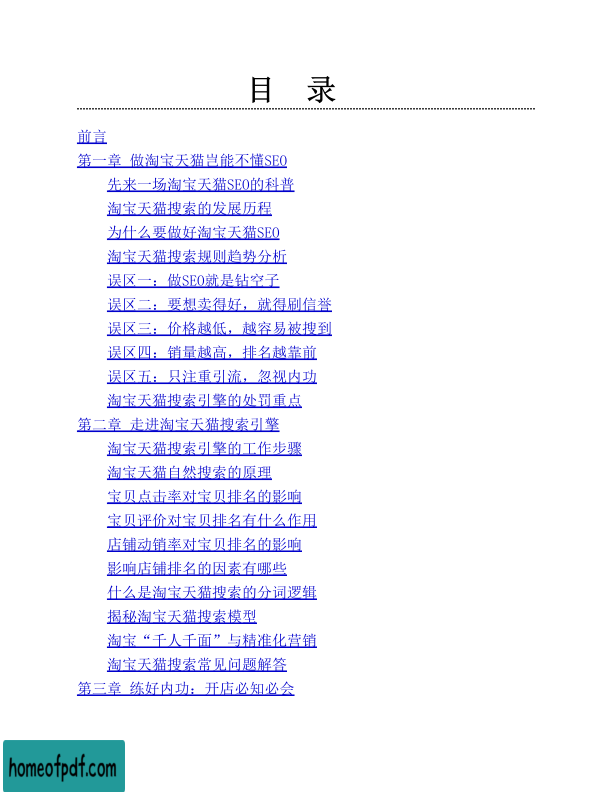 目 录
前言
第一章 做淘宝天猫岂能不懂SEO
先来一场淘宝天猫SEO的科普
淘宝天猫搜索的发展历程
为什么要做好淘宝天猫SEO
淘宝天猫搜索规则趋势分析
误区一：做SEO就是钻空子
误区二：要想卖得好，就得刷信誉
误区三：价格越低，越容易被搜到
误区四：销量越高，排名越靠前
误区五：只注重引流，忽视内功
淘宝天猫搜索引擎的处罚重点
第二章 走进淘宝天猫搜索引擎
淘宝天猫搜索引擎的工作步骤
淘宝天猫自然搜索的原理
宝贝点击率对宝贝排名的影响
宝贝评价对宝贝排名有什么作用
店铺动销率对宝贝排名的影响
影响店铺排名的因素有哪些
什么是淘宝天猫搜索的分词逻辑
揭秘淘宝天猫搜索模型
淘宝“千人千面”与精准化营销
淘宝天猫搜索常见问题解答
第三章 练好内功：开店必知必会
homeofpdf.com